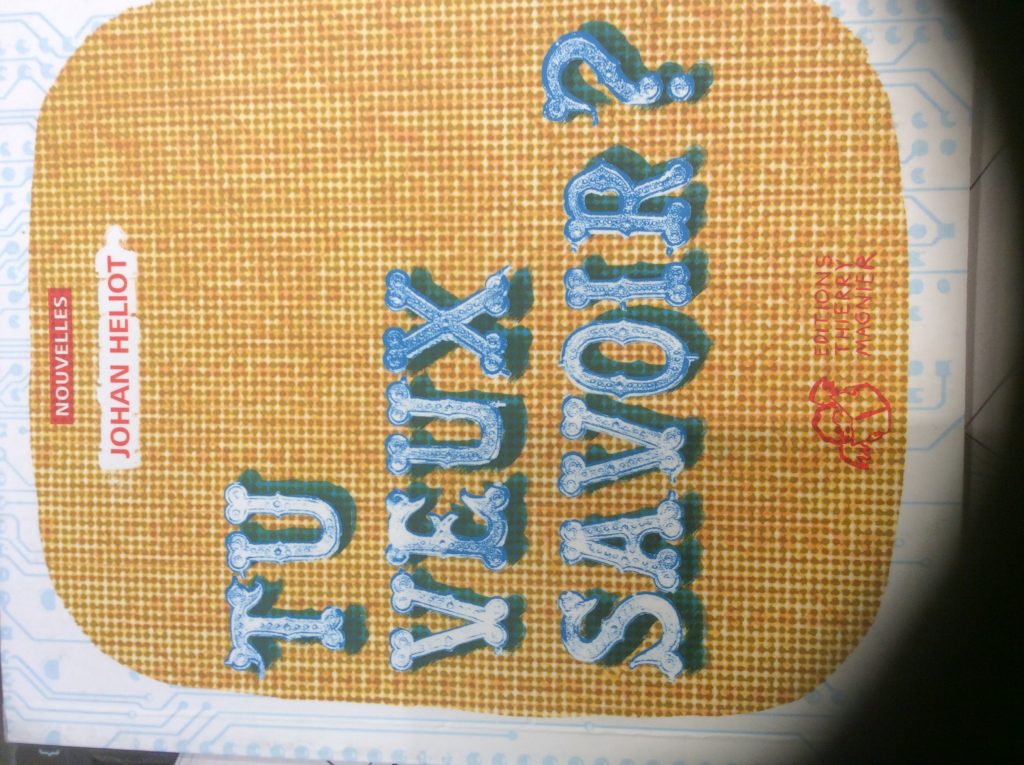 NOUVELLES
JOHAN HELIOT
TU
VEUX
SAVOIR ?
EDITIONS
THIERRY
MAGNIER